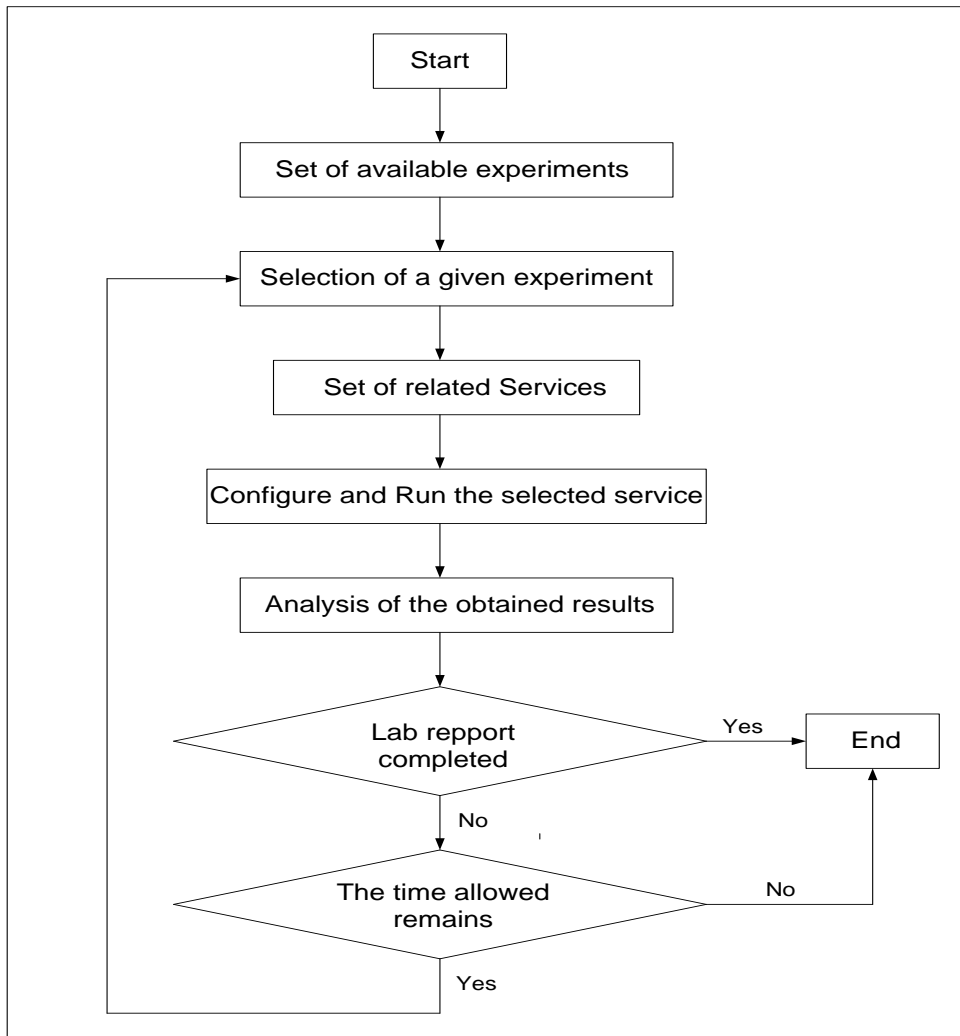 Start
Set of available experiments
Selection of a given experiment
Set of related Services
Configure and Run the selected service
Analysis of the obtained results
Lab repport
completed
Yes
End
No
The time allowed
remains
No
Yes